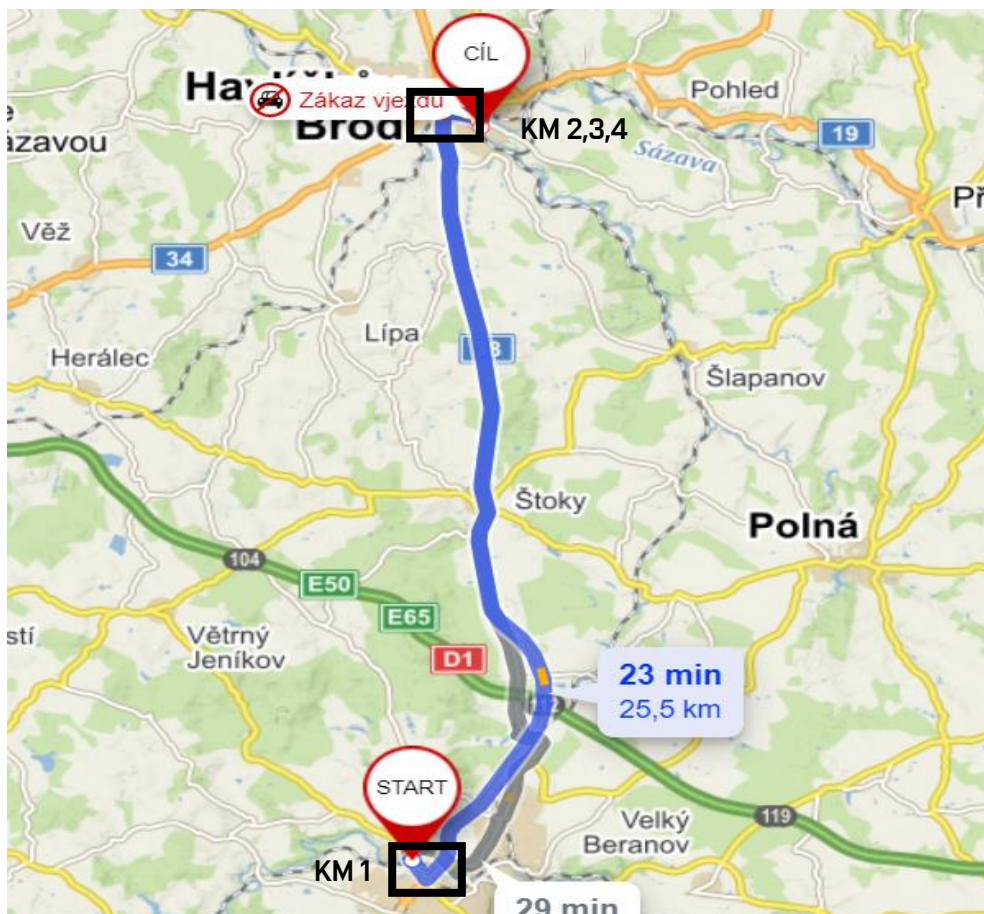 CÍL
Zákaz vjezdu
Brod
KM 2,3,4
Pohled
19
Sázava
Věž
34
Lípa
Herálec
Šlapanov
Štoky
Polná
104
E50
E65
D1
Větrný
Jeníkov
23 min
25,5 km
START
119
Velký
Beranov
KM 1
29 min